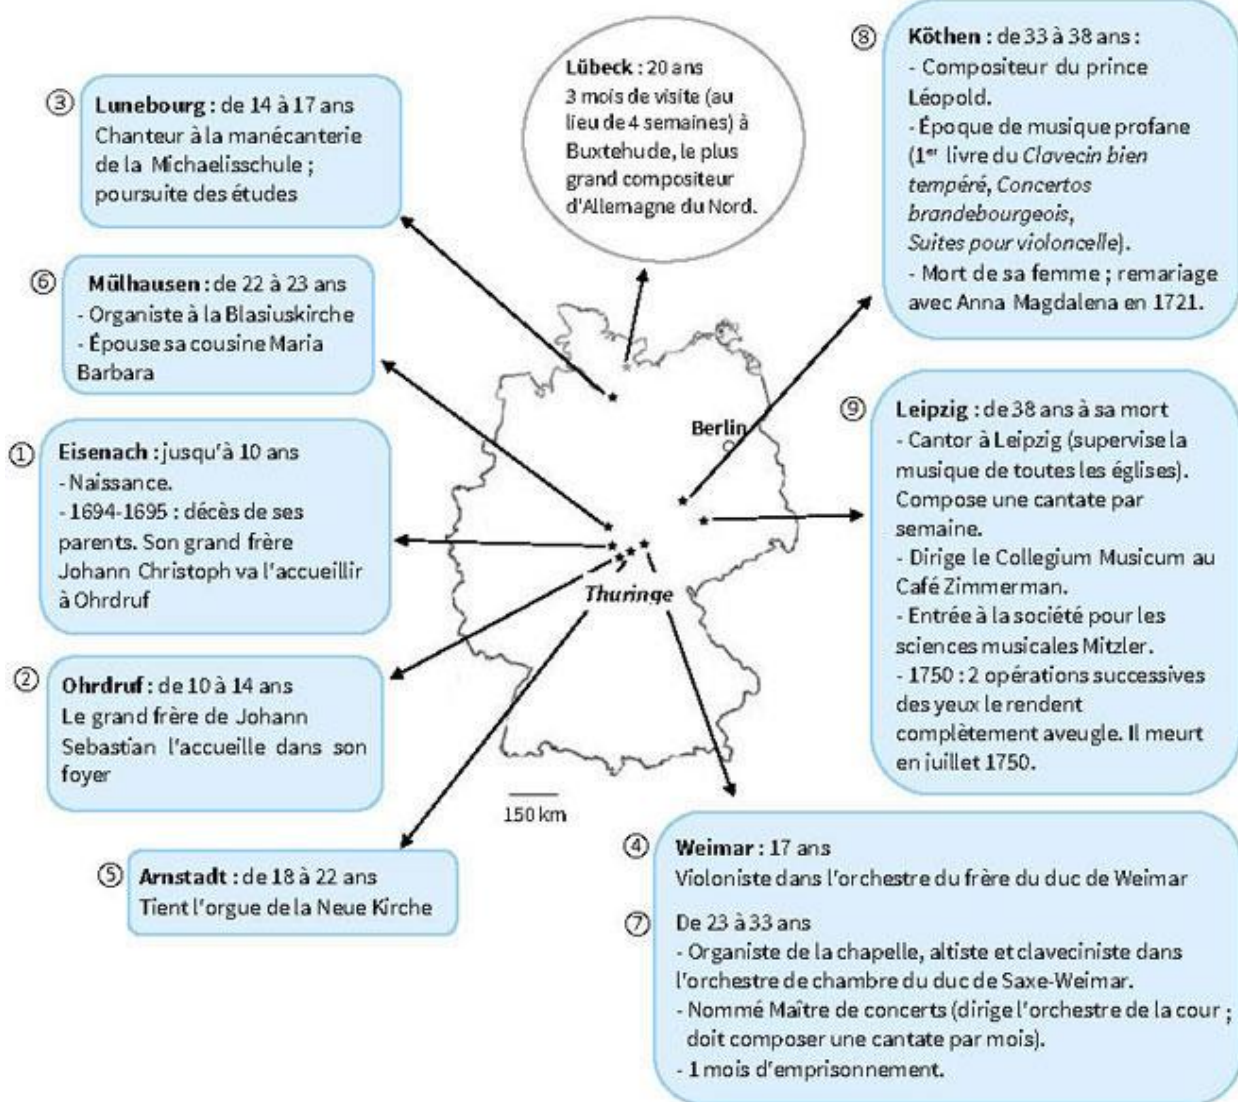 ⑧
Köthen : de 33 à 38 ans :
- Compositeur du prince
Léopold.
- Époque de musique profane
(1er livre du Clavecin bien
tempéré, Concertos
brandebourgeois,
Suites pour violoncelle).
- Mort de sa femme ; remariage
avec Anna Magdalena en 1721.
Lübeck : 20 ans
3 mois de visite (au
lieu de 4 semaines) à
Buxtehude, le plus
grand compositeur
d'Allemagne du Nord.
③
Lunebourg : de 14 à 17 ans
Chanteur à la manécanterie
de la Michaelisschule ;
poursuite des études
⑥
Mülhausen : de 22 à 23 ans
- Organiste à la Blasiuskirche
- Épouse sa cousine Maria
Barbara
①
Eisenach : jusqu'à 10 ans
- Naissance.
- 1694-1695 : décès de ses
parents. Son grand frère
Johann Christoph va l'accueillir
à Ohrdruf
②
Ohrdruf : de 10 à 14 ans
Le grand frère de Johann
Sebastian l'accueille dans son
foyer
⑤
Arnstadt : de 18 à 22 ans
Tient l'orgue de la Neue Kirche
Berlin
Thuringe
150 km
⑨
Leipzig : de 38 ans à sa mort
- Cantor à Leipzig (supervise la
musique de toutes les églises).
Compose une cantate par
semaine.
- Dirige le Collegium Musicum au
Café Zimmerman.
- Entrée à la société pour les
sciences musicales Mitzler.
- 1750 : 2 opérations successives
des yeux le rendent
complètement aveugle. Il meurt
en juillet 1750.
④
Weimar : 17 ans
Violoniste dans l'orchestre du frère du duc de Weimar
⑦
De 23 à 33 ans
- Organiste de la chapelle, altiste et claveciniste dans
l'orchestre de chambre du duc de Saxe-Weimar.
- Nommé Maître de concerts (dirige l'orchestre de la cour ;
doit composer une cantate par mois).
- 1 mois d'emprisonnement.